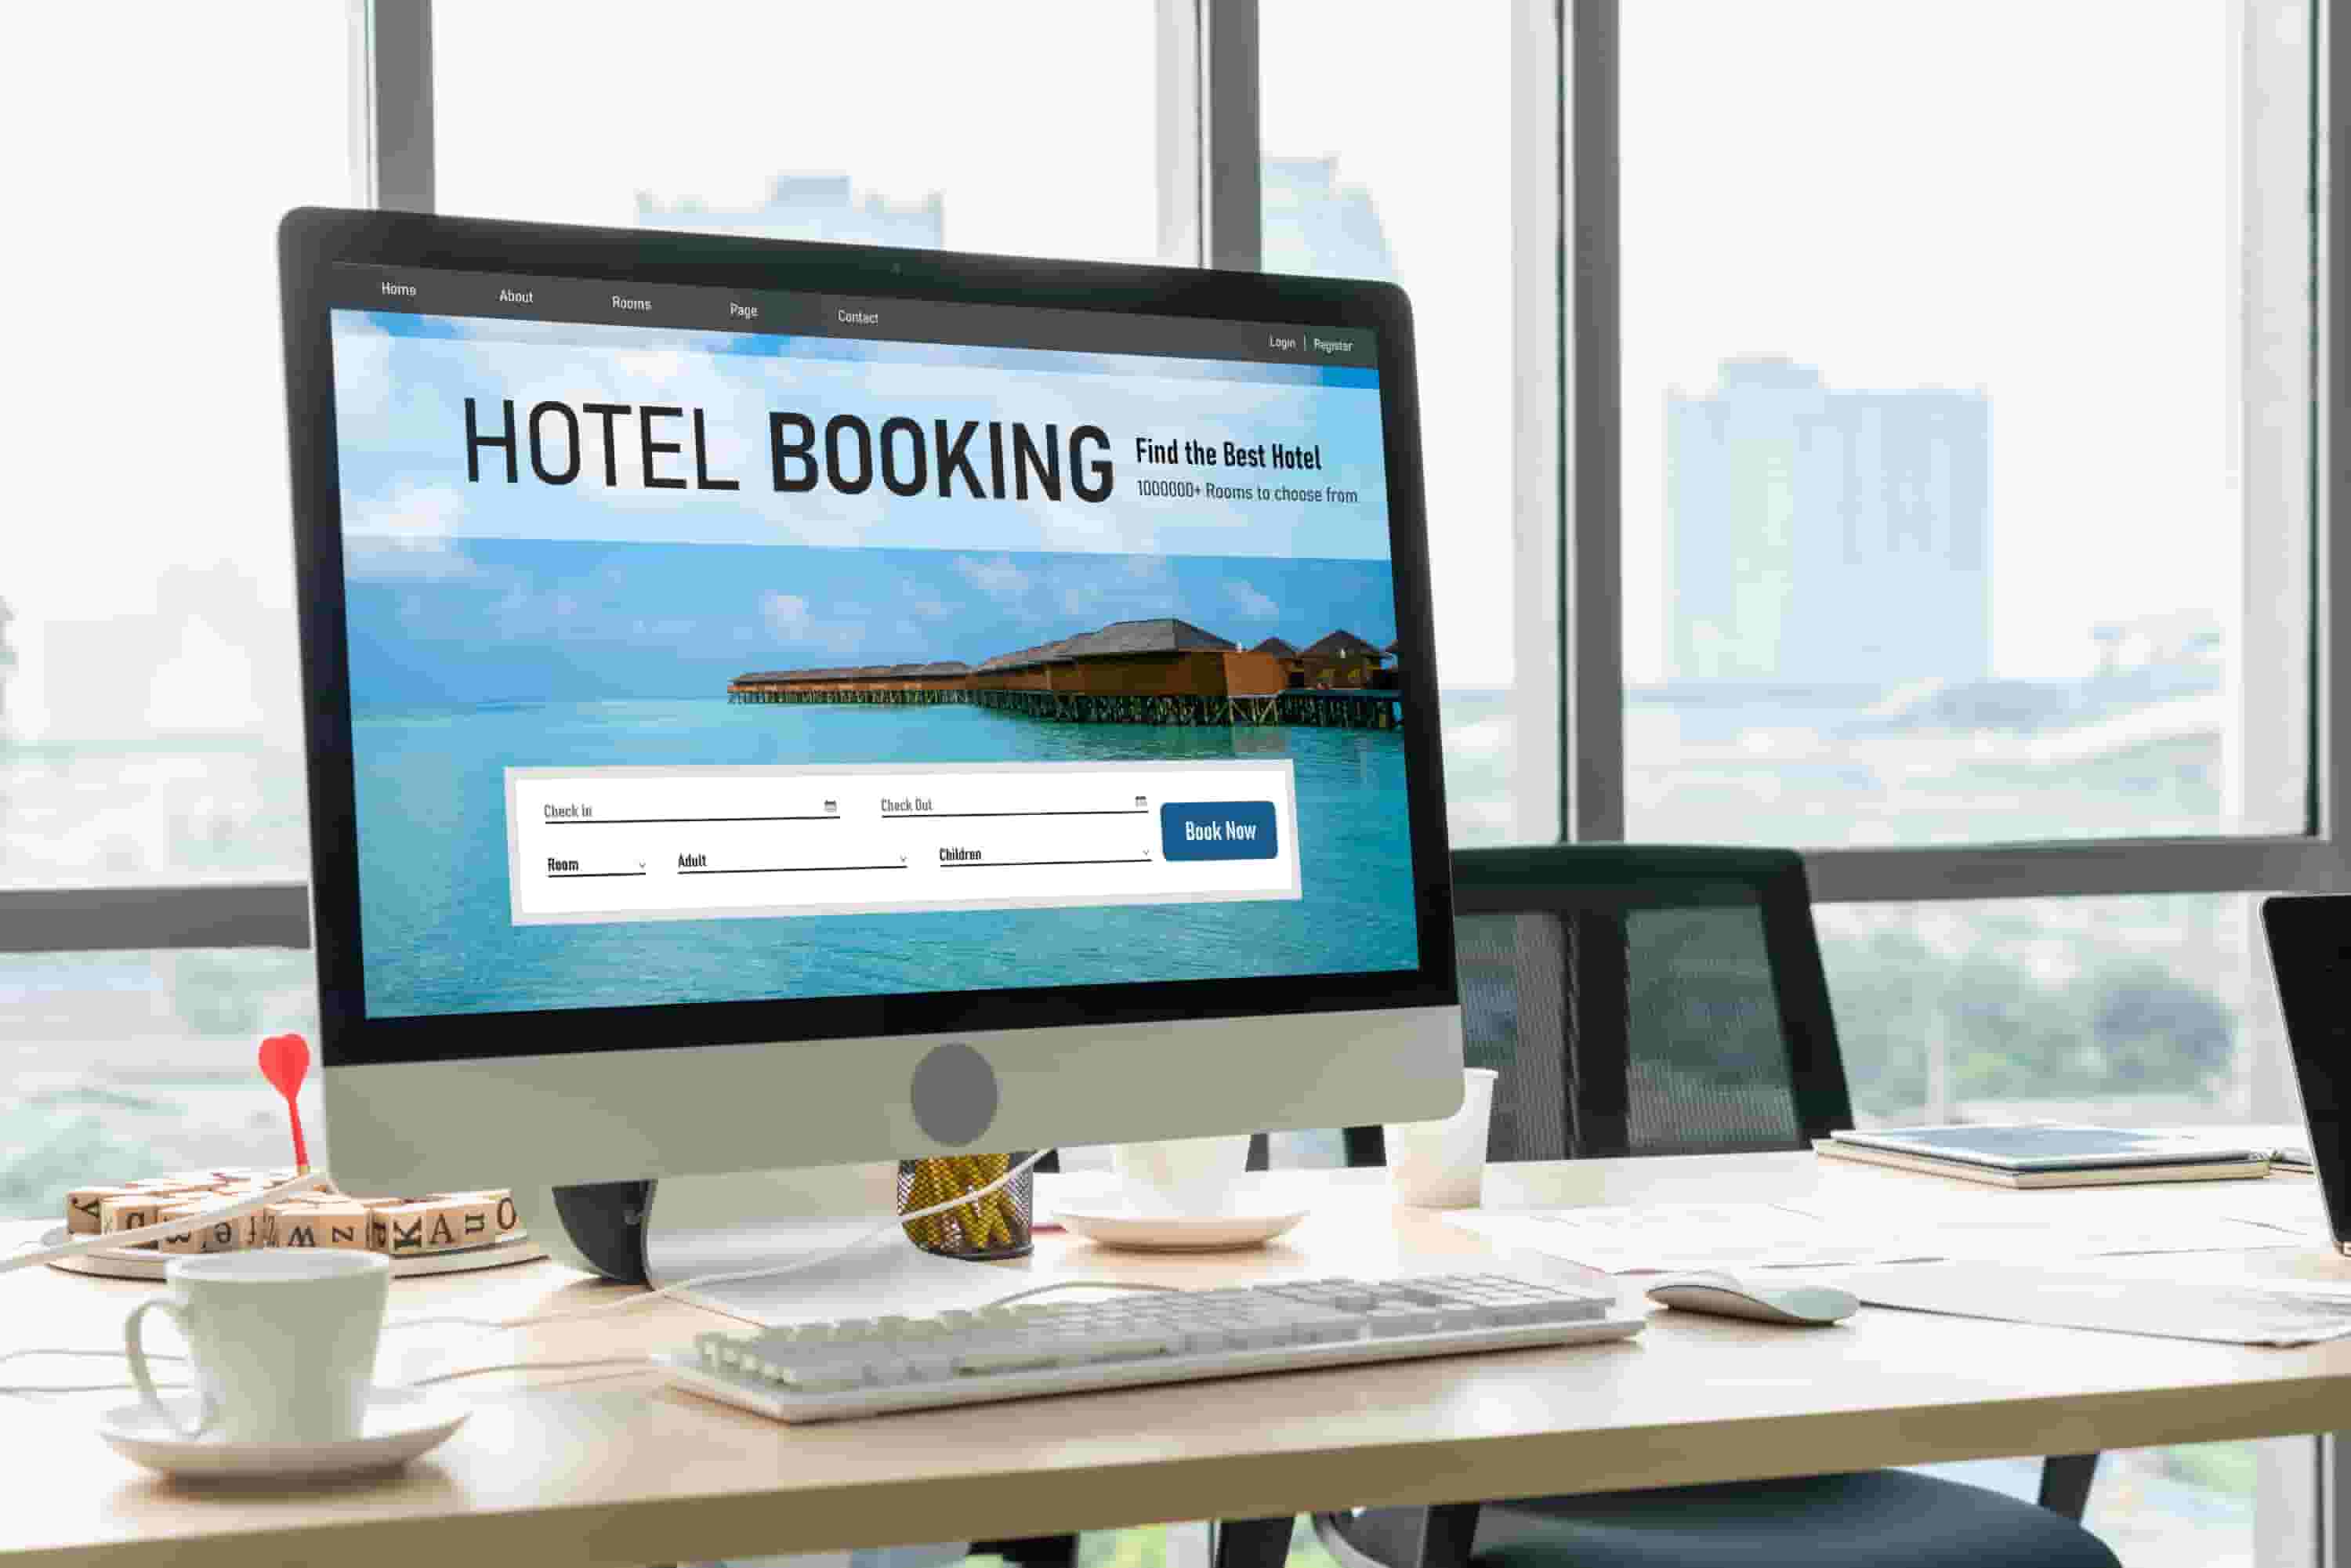 Home About Rooms Page Contact
Login | Register
HOTEL BOOKING
Find the Best Hotel
1000000+ Rooms to choose from
Check in
Check Out
Room
Adult
Children
Book Now
K A u O